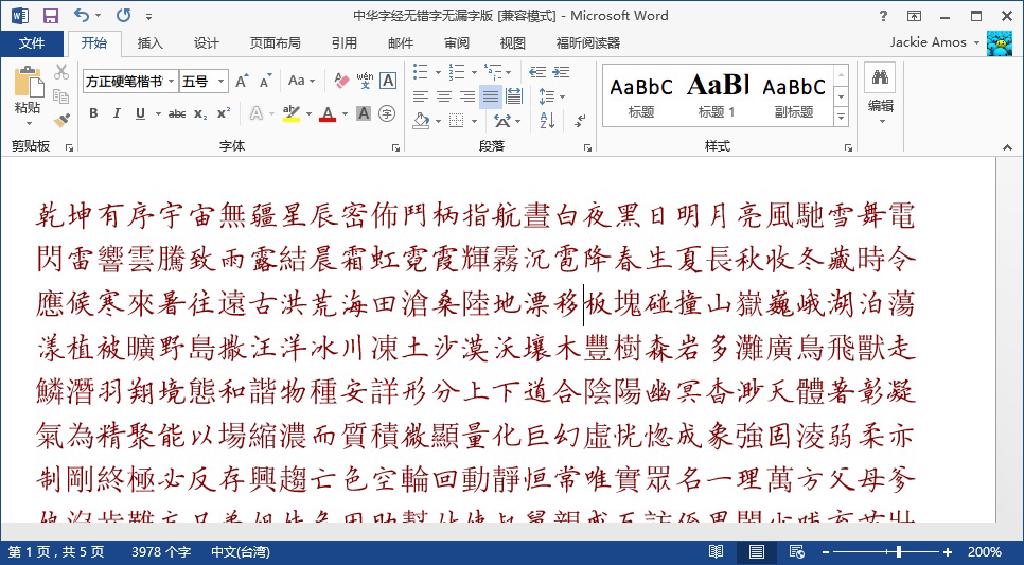 中华字经无错字无漏字版 [兼容模式] - Microsoft Word
文件 开始 插入 设计 页面布局 引用 邮件 审阅 视图 福昕阅读器 Jackie Amos
方正硬笔楷书 五号 Aa wén A AaBbC AaBl AaBbC
粘贴 标题 标题 1 副标题 编辑
B I U abc x₂ x² A aby A A 字
剪贴板 字体 段落 样式
乾坤有序宇宙無疆星辰密佈鬥柄指航晝白夜黑日明月亮風馳雪舞電
閃雷響雲騰致雨露結晨霜虹霓霞輝霧沉雹降春生夏長秋收冬藏時令
應候寒來暑往遠古洪荒海田滄桑陸地漂移板塊碰撞山嶽巍峨湖泊蕩
漾植被曠野島撒汪洋冰川凍土沙漠沃壤木豐樹森岩多灘廣鳥飛獸走
鱗潛羽翔境態和諧物種安詳形分上下道合陰陽幽冥杳渺天體著彰凝
氣為精聚能以場縮濃而質積微顯量化巨幻虛恍惚成象強固淩弱柔亦
制剛終極必反存興趨亡色空輪回動靜恒常唯實眾名一理萬方父母爹
第 1 页，共 5 页 3978 个字 中文(台湾) 200%